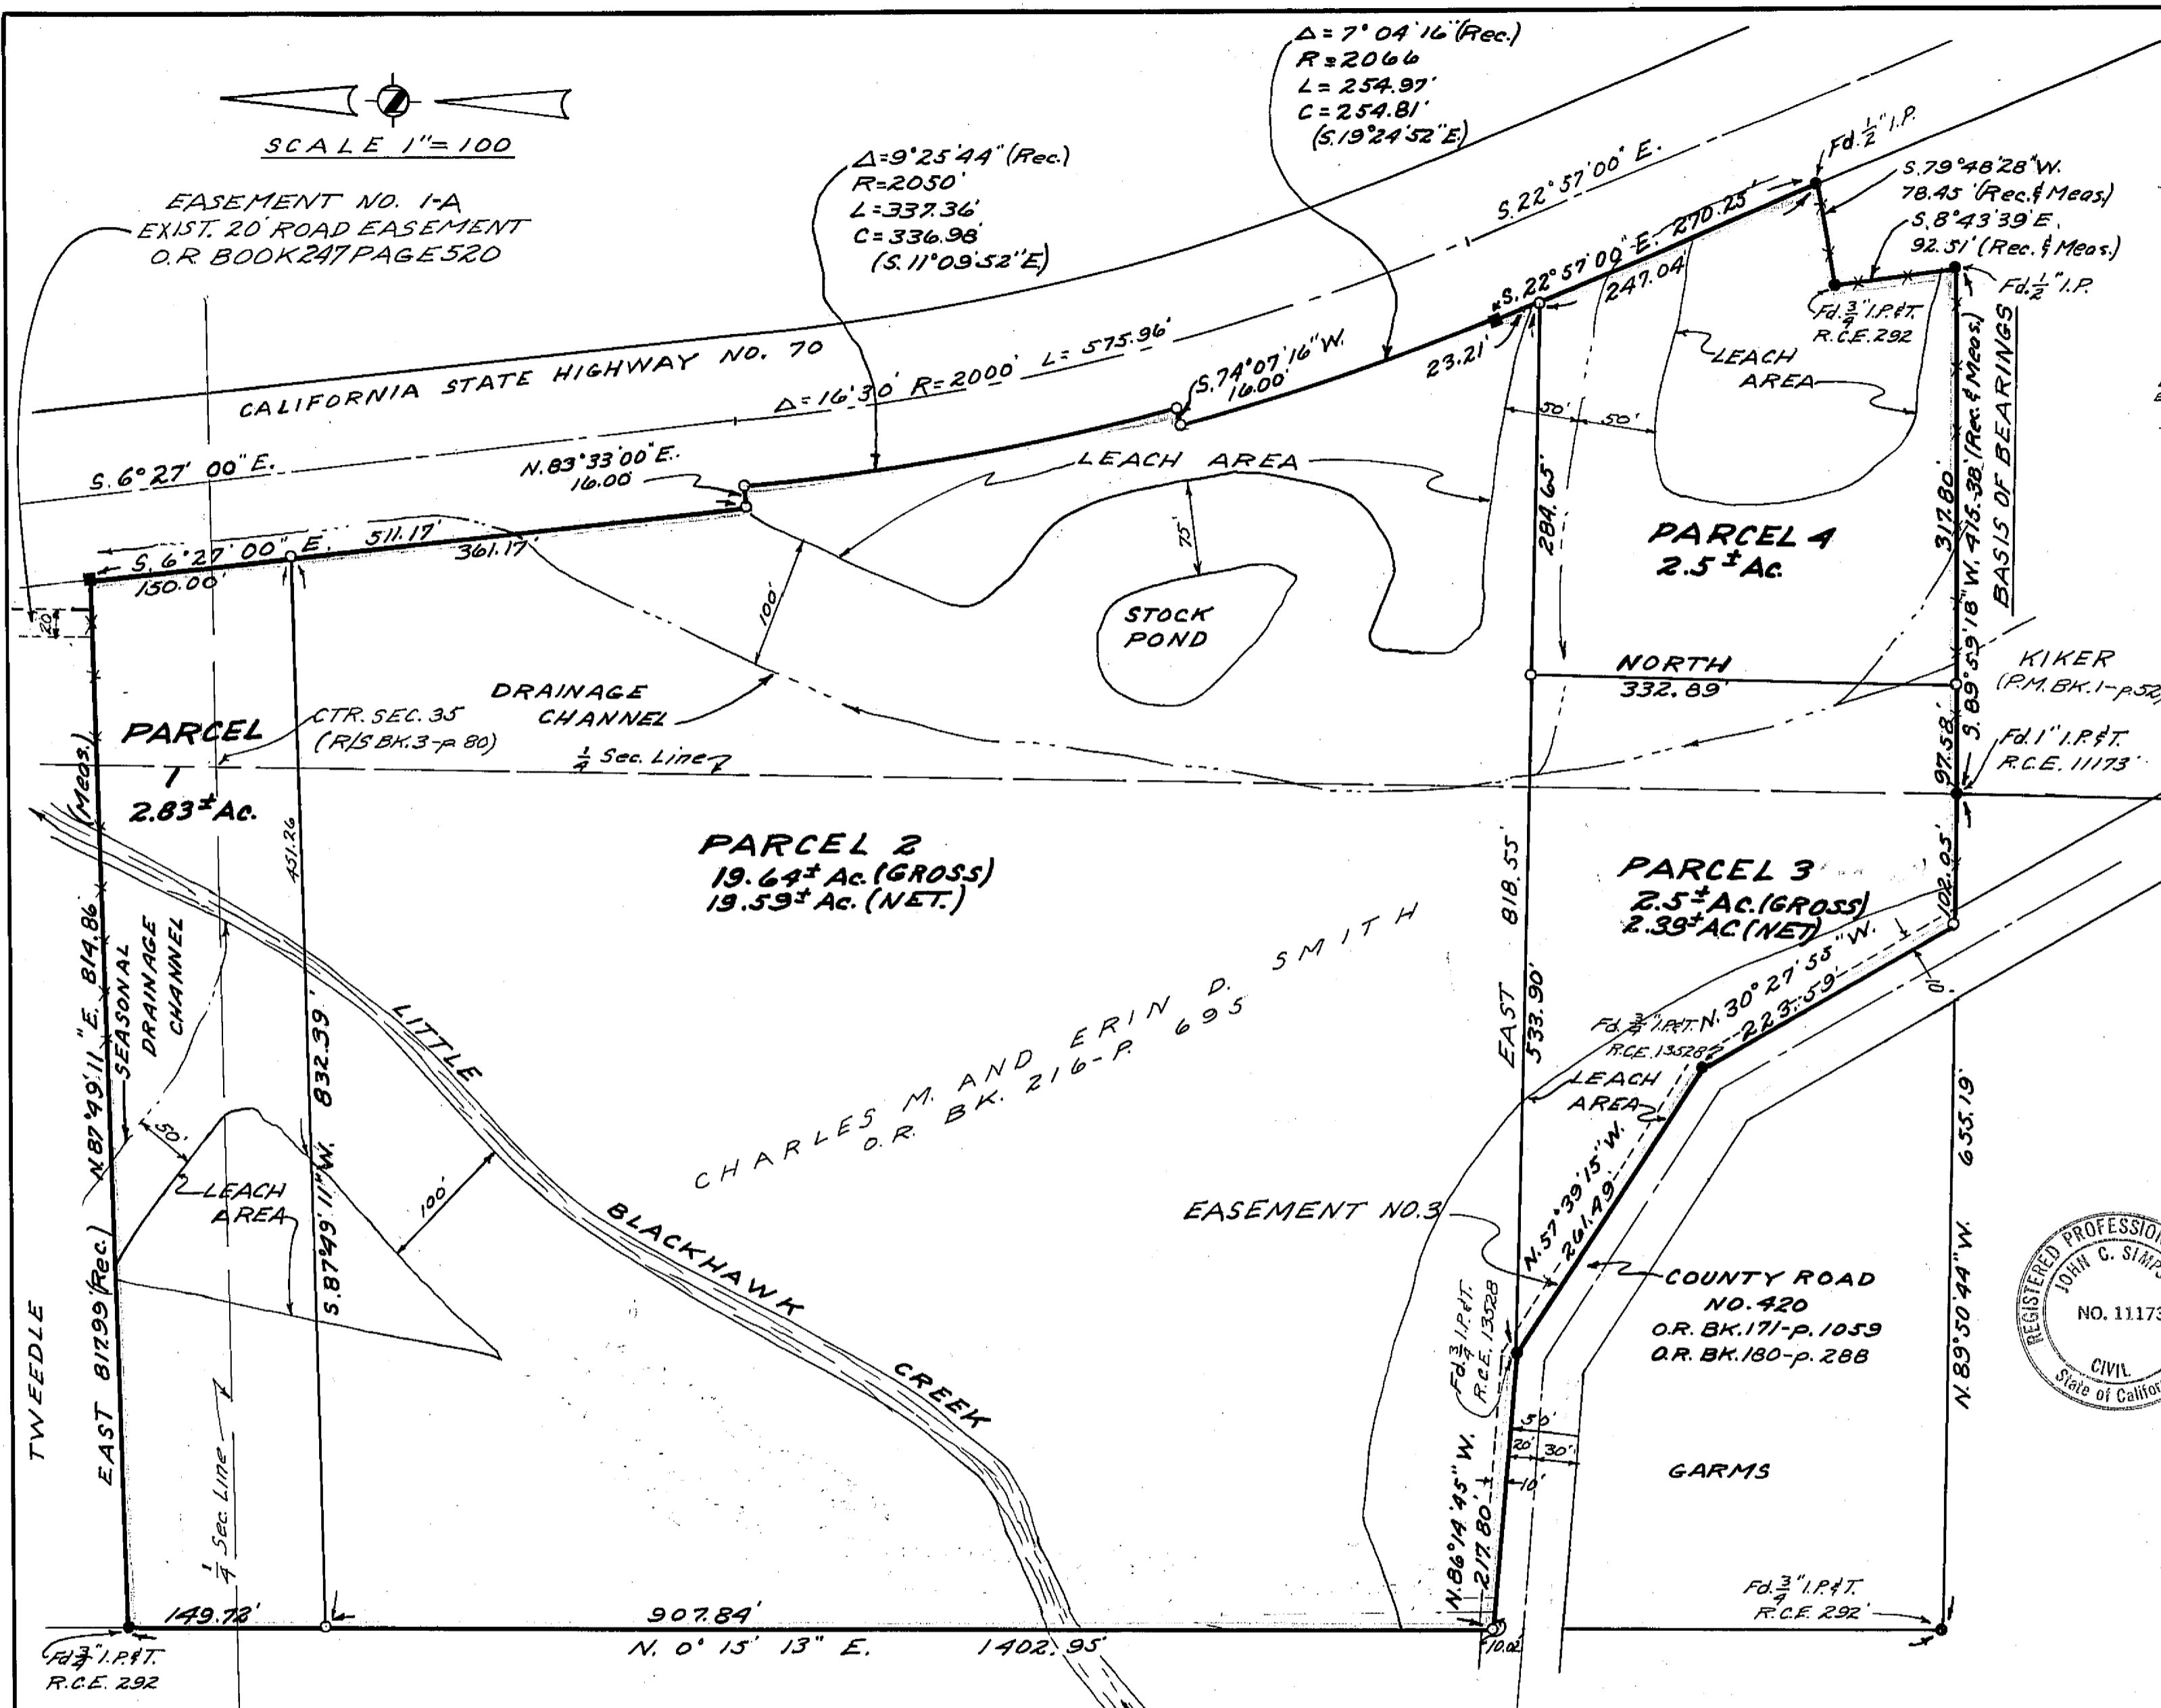 SCALE 1"= 100
EASEMENT NO. 1-A
EXIST. 20' ROAD EASEMENT
O.R BOOK 247 PAGE 520
Δ=9°25'44" (Rec.)
R=2050'
L=337.36'
C=336.98'
(S.11°09'52"E.)
Δ=7°04'16" (Rec.)
R=2066
L=254.97'
C=254.81'
(S.19°24'52"E.)
CALIFORNIA STATE HIGHWAY NO. 70
Δ=16°30' R=2000' L=575.96'
S.22°57'00"E.
S.6°27'00"E.
N.83°33'00"E.
16.00'
S.74°07'16"W.
16.00'
S.22°57'00"E. 270.25'
247.04'
23.21'
Fd. 1/2" I.P.
S.79°48'28"W.
78.45' (Rec. & Meas.)
S.8°43'39"E.
92.51' (Rec. & Meas.)
Fd. 1/2" I.P.
Fd. 3/4" I.P.&T.
R.C.E. 292
LEACH
AREA
S.6°27'00"E. 511.17'
150.00'
361.17'
20'
LEACH AREA
100'
75'
50'
50'
STOCK
POND
284.65'
PARCEL 4
2.5± Ac.
317.80'
S.89°59'18"W. 415.38' (Rec. & Meas.)
BASIS OF BEARINGS
NORTH
332.89'
KIKER
(P.M. BK.1-p.52)
97.58'
Fd. 1" I.P.&T.
R.C.E. 11173
DRAINAGE
CHANNEL
CTR. SEC. 35
(R/S BK.3-p 80)
1/4 Sec. Line
PARCEL
1
2.83± Ac.
451.26
PARCEL 2
19.64± Ac. (GROSS)
19.59± Ac. (NET.)
PARCEL 3
2.5± AC. (GROSS)
2.39± AC (NET)
102.05'
EAST 818.55'
533.90'
N.30°27'55"W.
223.59'
10'
Fd. 3/4" I.P.&T.
R.C.E. 13528
LEACH
AREA
CHARLES M. AND ERIN D. SMITH
O.R. BK. 216-P. 695
TWEEDLE
EAST 817.99 (Rec.) N.87°49'11"E. 814.86' (Meas.)
SEASONAL
DRAINAGE
CHANNEL
50'
LEACH
AREA
S.87°49'11"W. 832.39'
100'
LITTLE
BLACKHAWK
CREEK
1/4 Sec. Line
EASEMENT NO.3
N.57°39'15"W.
261.49'
COUNTY ROAD
NO. 420
O.R. BK.171-p.1059
O.R. BK.180-p.288
Fd. 3/4" I.P.&T.
R.C.E. 13528
N.86°14'45"W.
217.80'
50'
20' 30'
10'
GARMS
N.89°50'44"W. 655.19'
REGISTERED PROFESSION
JOHN C. SIMPS
NO. 11173
CIVIL
State of Califor
Fd. 3/4" I.P.&T.
R.C.E. 292
149.72'
907.84'
10.02'
N. 0° 15' 13" E. 1402.95'
Fd 3/4" I.P.&T.
R.C.E. 292